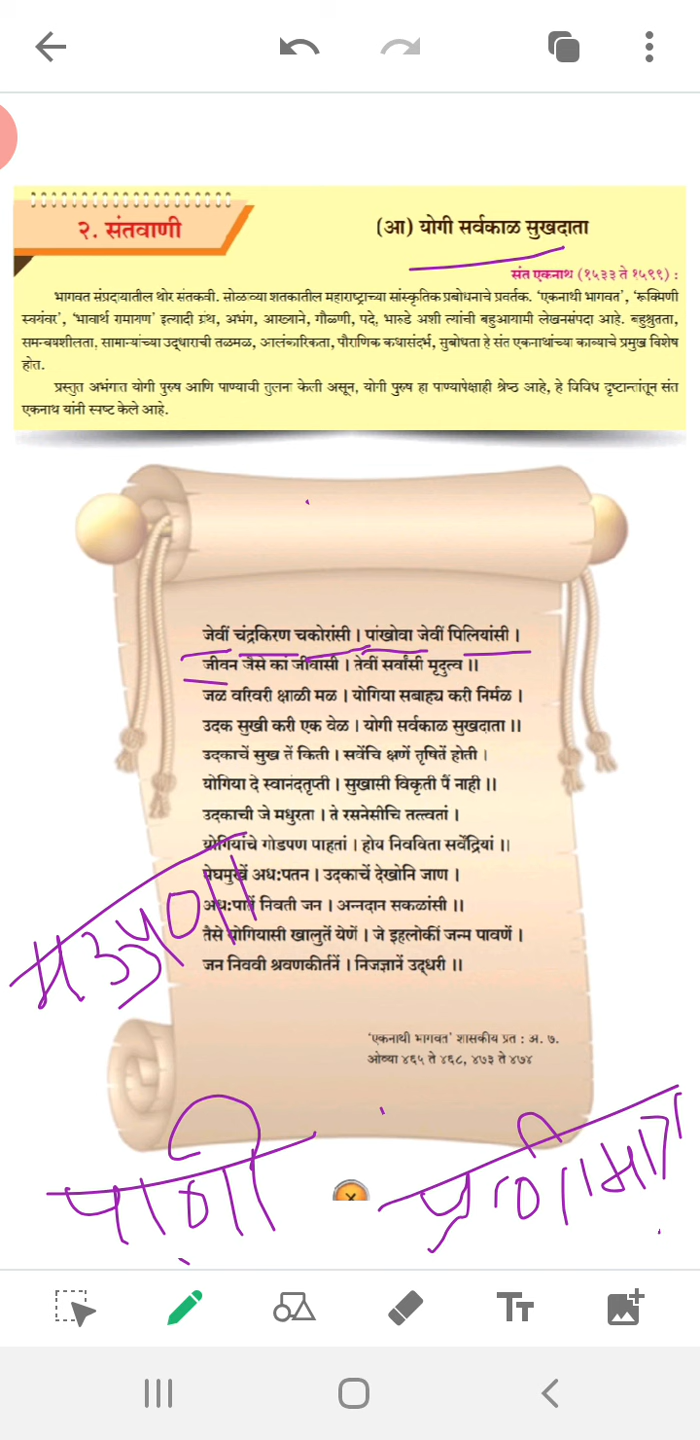 २. संतवाणी
(आ) योगी सर्वकाळ सुखदाता
संत एकनाथ (१५३३ ते १५९९) :
भागवत संप्रदायातील थोर संतकवी. सोळाव्या शतकातील महाराष्ट्राच्या सांस्कृतिक प्रबोधनाचे प्रवर्तक. ‘एकनाथी भागवत’, ‘रुक्मिणी
स्वयंवर’, ‘भावार्थ रामायण’ इत्यादी ग्रंथ, अभंग, आख्याने, गौळणी, पदे, भारुडे अशी त्यांची बहुआयामी लेखनसंपदा आहे. बहुश्रुतता,
समन्वयशीलता, सामान्यांच्या उद्धाराची तळमळ, आलंकारिकता, पौराणिक कथासंदर्भ, सुबोधता हे संत एकनाथांच्या काव्याचे प्रमुख विशेष
होत.
प्रस्तुत अभंगात योगी पुरुष आणि पाण्याची तुलना केली असून, योगी पुरुष हा पाण्यापेक्षाही श्रेष्ठ आहे, हे विविध दृष्टान्तांतून संत
एकनाथ यांनी स्पष्ट केले आहे.
जेवीं चंद्रकिरण चकोरांसी । पांखोवा जेवीं पिलियांसी ।
जीवन जैसें कां जीवासी । तेवीं सर्वांसी मृदुत्व ।।
जळ वरिवरी क्षाळी मळ । योगिया सबाह्य करी निर्मळ ।
उदक सुखी करी एक वेळ । योगी सर्वकाळ सुखदाता ।।
उदकाचें सुख तें किती । सवेंचि क्षणें तृषितें होती ।
योगिया दे स्वानंदतृप्ती । सुखासी विकृती पैं नाही ।।
उदकाची जे मधुरता । ते रसनेसीचि तत्त्वतां ।
योगियांचे गोडपण पाहतां । होय निवविता सर्वेंद्रियां ।।
मेघमुखें अध:पतन । उदकाचें देखोनि जाण ।
अध:पातें निवती जन । अन्नदान सकळांसी ।।
तैसे योगियासी खालुतें येणें । जे इहलोकीं जन्म पावणें ।
जन निववी श्रवणकीर्तनें । निजज्ञानें उद्धरी ।।
‘एकनाथी भागवत’ शासकीय प्रत : अ. ७.
ओव्या ४६५ ते ४६८, ४७३ ते ४७४
पाणी
Tт